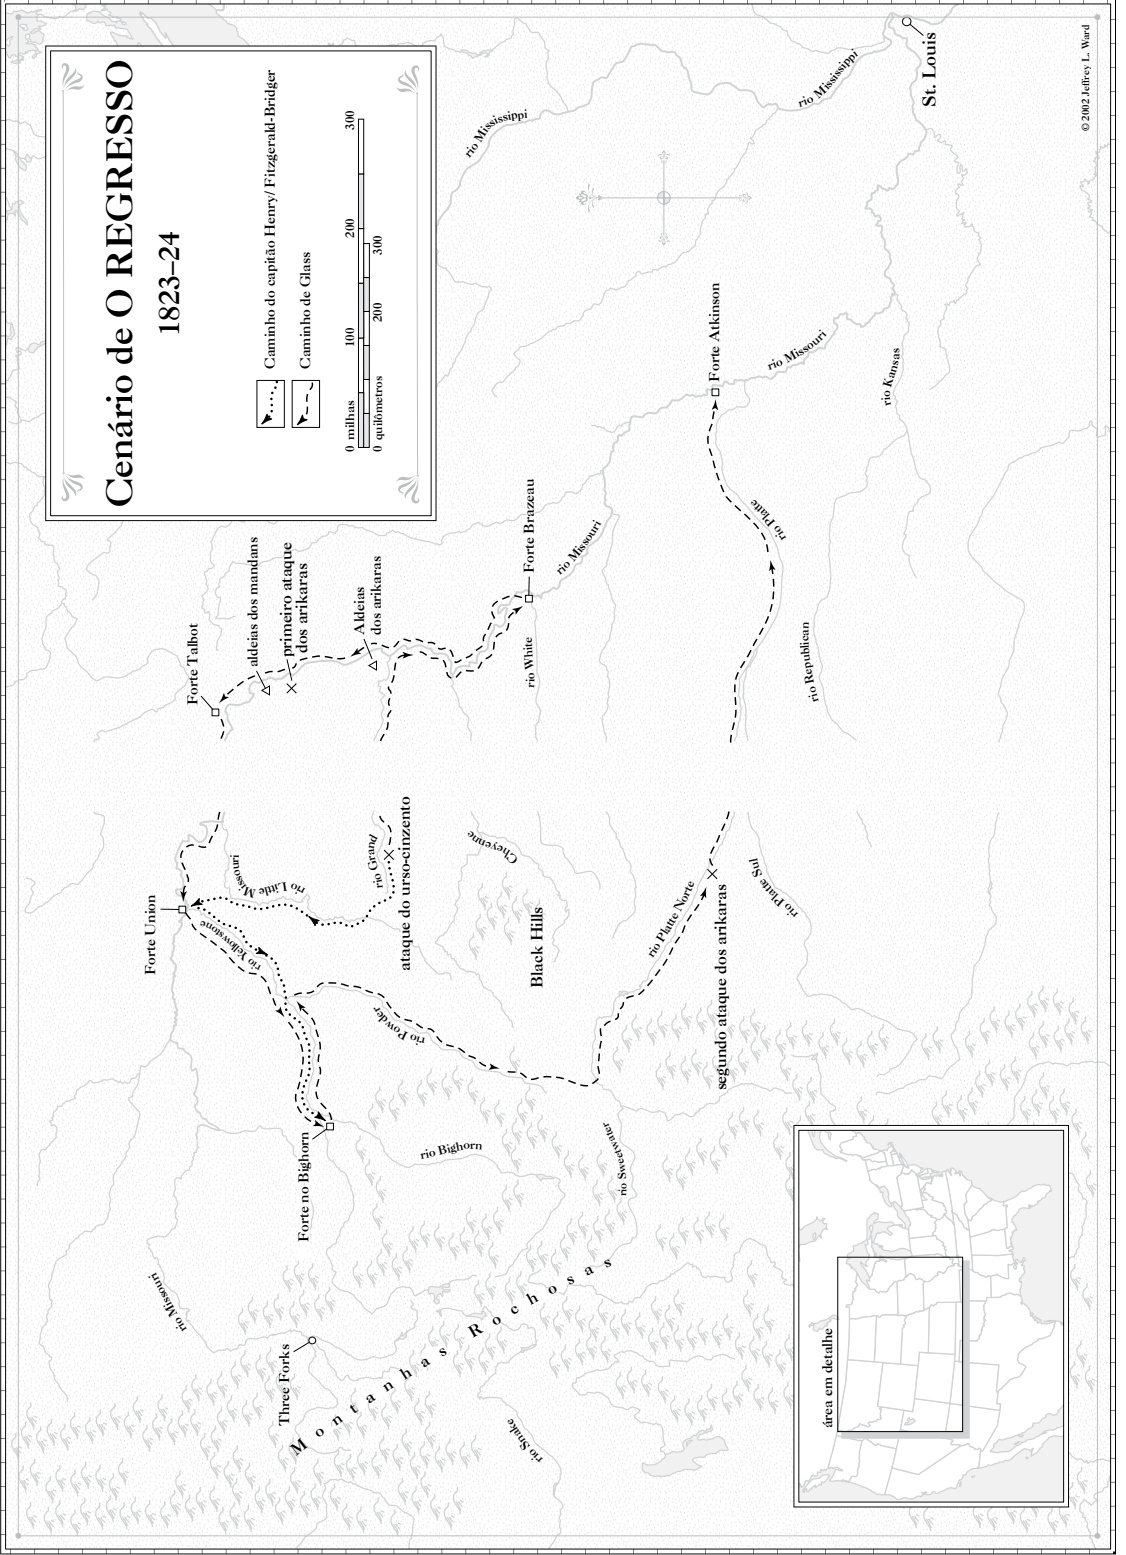 Cenário de O REGRESSO
1823–24
Caminho do capitão Henry/ Fitzgerald-Bridger
Caminho de Glass
0 milhas 100 200 300
0 quilômetros 200 300
rio Mississippi
rio Mississippi
St. Louis
© 2002 Jeffrey L. Ward
Forte Atkinson
rio Missouri
rio Kansas
Forte Talbot
aldeias dos mandans
primeiro ataque
dos arikaras
Aldeias
dos arikaras
Forte Brazeau
rio Missouri
rio White
rio Platte
rio Republican
Forte Union
rio Little Missouri
rio Yellowstone
rio Grand
ataque do urso-cinzento
Cheyenne
Black Hills
rio Platte Norte
rio Platte Sul
segundo ataque dos arikaras
rio Powder
Forte no Bighorn
rio Bighorn
rio Sweetwater
rio Missouri
Three Forks
Montanhas Rochosas
rio Snake
área em detalhe